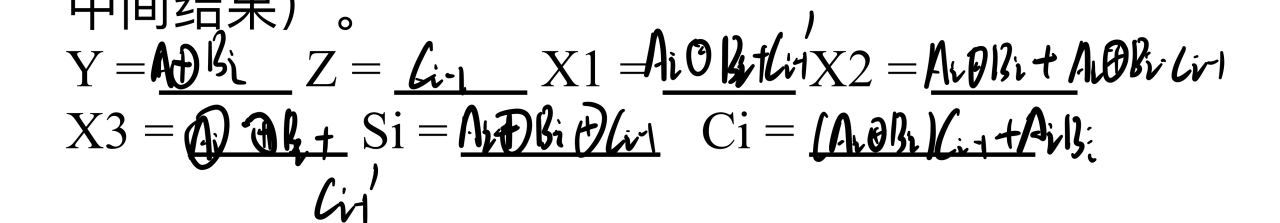 中间结果）。
Y = A⊕Bi Z = Ci-1 X1 = Ai⊙Bi+Ci-1' X2 = Ai⊕Bi + Ai⊕Bi Ci-1
X3 = Ai ⊕Bi + Si = Ai⊕Bi⊕Ci-1 Ci = (Ai⊕Bi)Ci-1+AiBi
Ci-1'